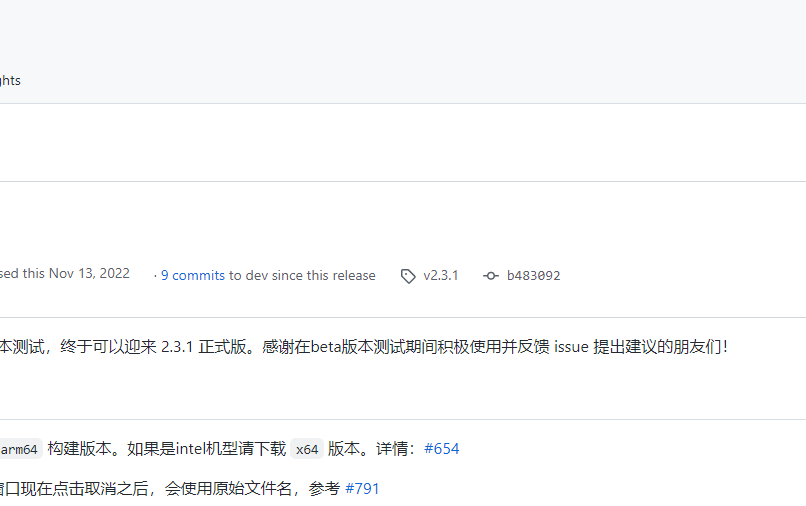 ghts
sed this Nov 13, 2022 · 9 commits to dev since this release v2.3.1 b483092
本测试，终于可以迎来 2.3.1 正式版。感谢在beta版本测试期间积极使用并反馈 issue 提出建议的朋友们！
arm64 构建版本。如果是intel机型请下载 x64 版本。详情：#654
窗口现在点击取消之后，会使用原始文件名，参考 #791